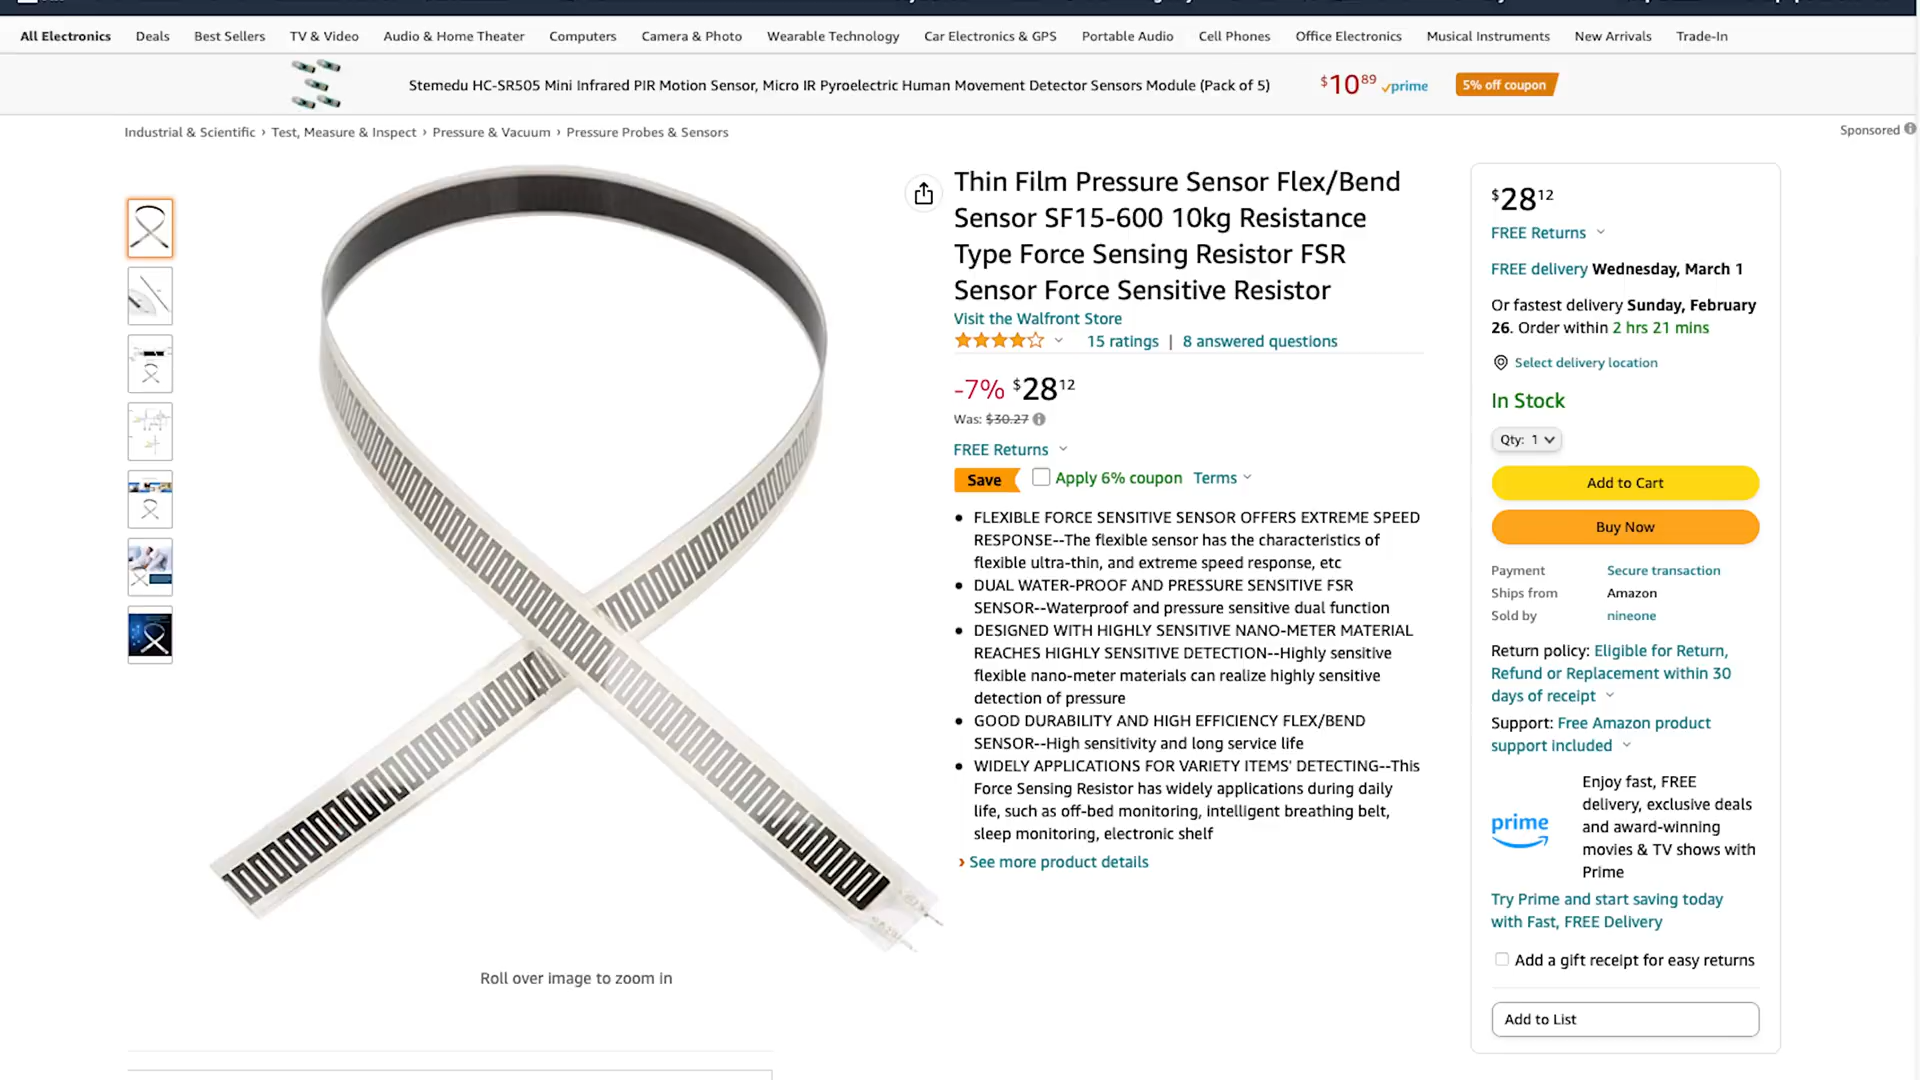 All Electronics Deals Best Sellers TV & Video Audio & Home Theater Computers Camera & Photo Wearable Technology Car Electronics & GPS Portable Audio Cell Phones Office Electronics Musical Instruments New Arrivals Trade-In
Stemedu HC-SR505 Mini Infrared PIR Motion Sensor, Micro IR Pyroelectric Human Movement Detector Sensors Module (Pack of 5) $10 89 prime 5% off coupon
Sponsored
Industrial & Scientific › Test, Measure & Inspect › Pressure & Vacuum › Pressure Probes & Sensors
Roll over image to zoom in
Thin Film Pressure Sensor Flex/Bend
Sensor SF15-600 10kg Resistance
Type Force Sensing Resistor FSR
Sensor Force Sensitive Resistor
Visit the Walfront Store
15 ratings | 8 answered questions
-7% $28 12
Was: $30.27
FREE Returns
Save Apply 6% coupon Terms
• FLEXIBLE FORCE SENSITIVE SENSOR OFFERS EXTREME SPEED
RESPONSE--The flexible sensor has the characteristics of
flexible ultra-thin, and extreme speed response, etc
• DUAL WATER-PROOF AND PRESSURE SENSITIVE FSR
SENSOR--Waterproof and pressure sensitive dual function
• DESIGNED WITH HIGHLY SENSITIVE NANO-METER MATERIAL
REACHES HIGHLY SENSITIVE DETECTION--Highly sensitive
flexible nano-meter materials can realize highly sensitive
detection of pressure
• GOOD DURABILITY AND HIGH EFFICIENCY FLEX/BEND
SENSOR--High sensitivity and long service life
• WIDELY APPLICATIONS FOR VARIETY ITEMS' DETECTING--This
Force Sensing Resistor has widely applications during daily
life, such as off-bed monitoring, intelligent breathing belt,
sleep monitoring, electronic shelf
› See more product details
$28 12
FREE Returns
FREE delivery Wednesday, March 1
Or fastest delivery Sunday, February
26. Order within 2 hrs 21 mins
Select delivery location
In Stock
Qty: 1
Add to Cart
Buy Now
Payment Secure transaction
Ships from Amazon
Sold by nineone
Return policy: Eligible for Return,
Refund or Replacement within 30
days of receipt
Support: Free Amazon product
support included
prime
Enjoy fast, FREE
delivery, exclusive deals
and award-winning
movies & TV shows with
Prime
Try Prime and start saving today
with Fast, FREE Delivery
Add a gift receipt for easy returns
Add to List